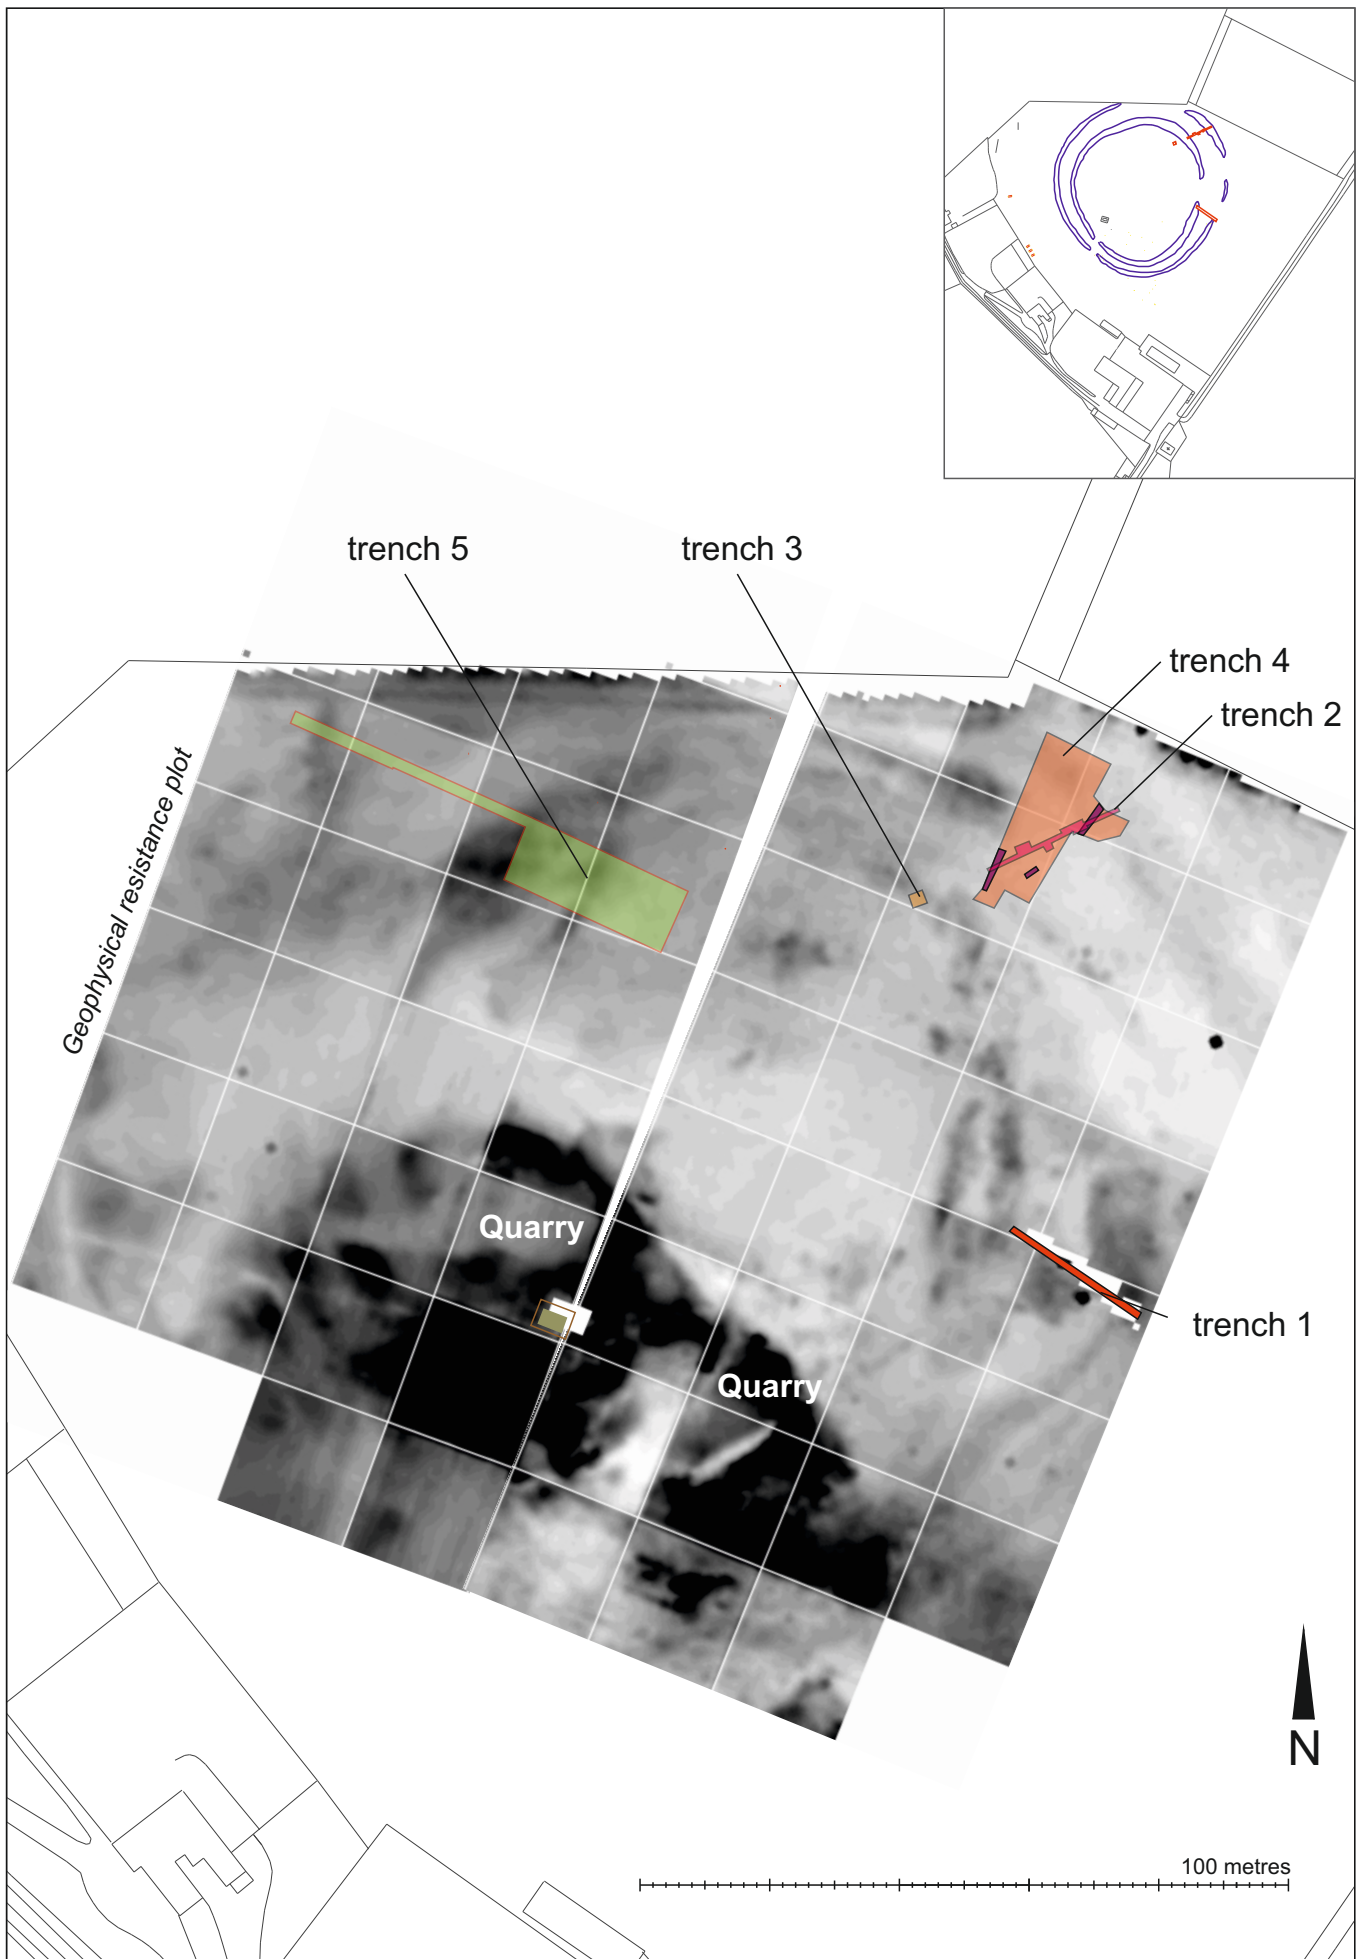 trench 5
trench 3
trench 4
trench 2
Geophysical resistance plot
Quarry
trench 1
Quarry
N
100 metres